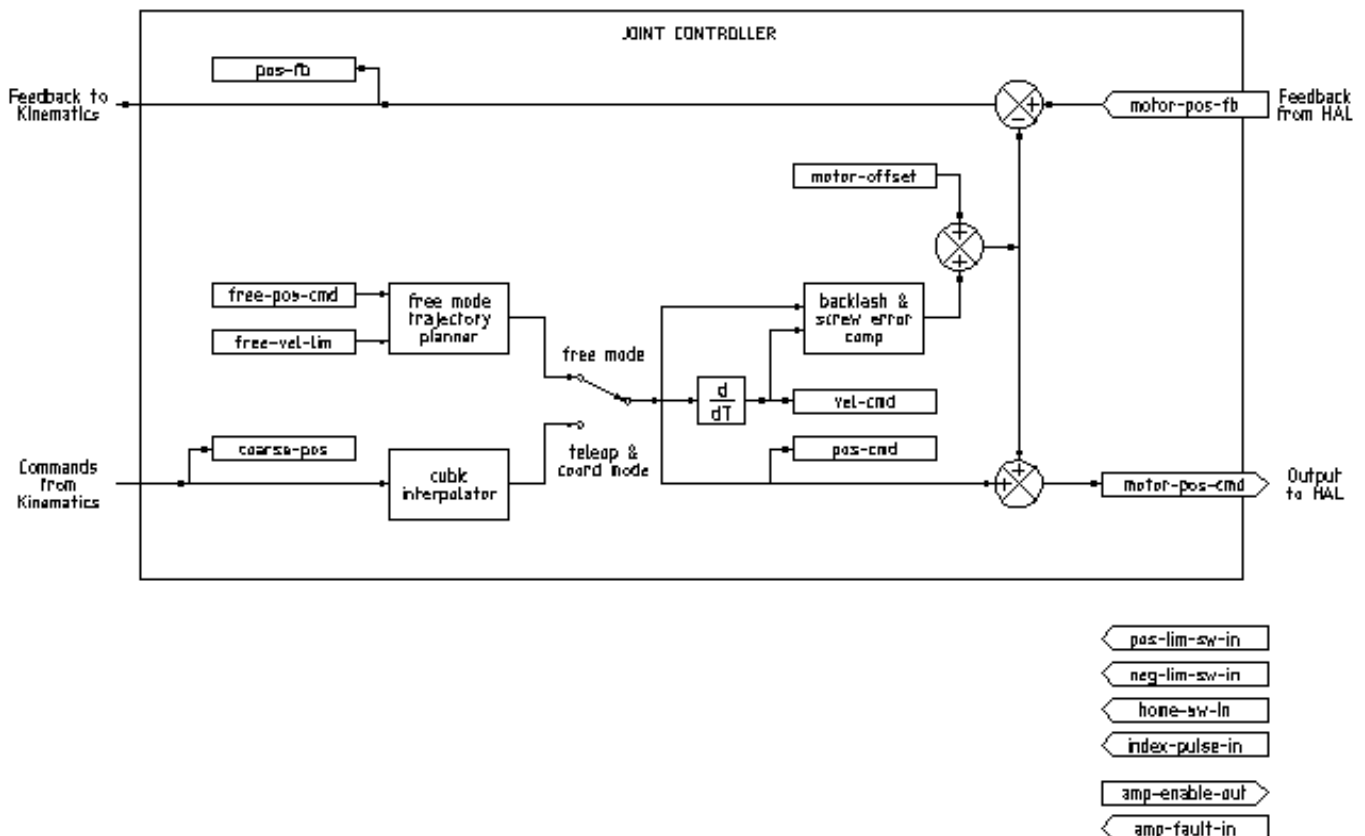 JOINT CONTROLLER
pos-fb
Feedback to
Kinematics
motor-pos-fb
Feedback
from HAL
+
-
motor-offset
+
+
free-pos-cmd
free-vel-lim
free mode
trajectory
planner
backlash &
screw error
comp
free mode
d
dT
vel-cmd
coarse-pos
cubic
interpolator
teleop &
coord mode
pos-cmd
Commands
from
Kinematics
+
+
motor-pos-cmd
Output
to HAL
pos-lim-sw-in
neg-lim-sw-in
home-sw-in
index-pulse-in
amp-enable-out
amp-fault-in